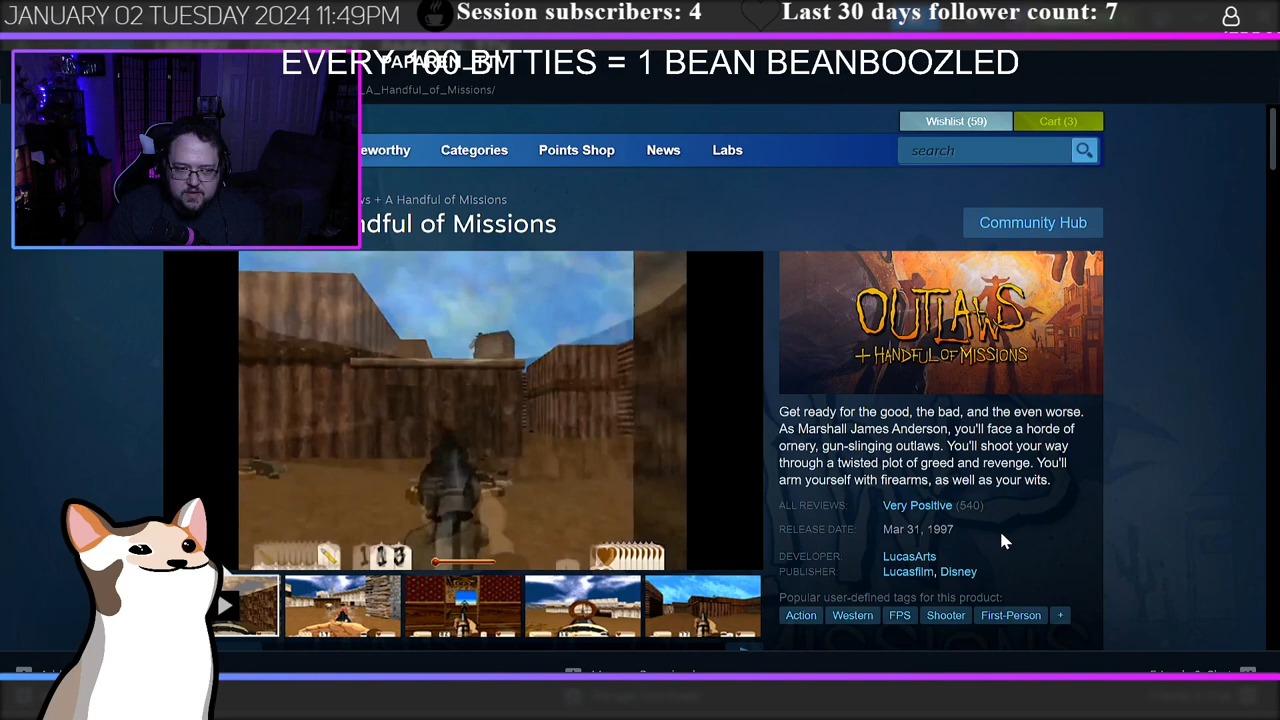 JANUARY 02 TUESDAY 2024 11:49PM
Session subscribers: 4
Last 30 days follower count: 7
EVERY 100 BITTIES = 1 BEAN BEANBOOZLED
_A_Handful_of_Missions/
Wishlist (59)
Cart (3)
eworthy
Categories
Points Shop
News
Labs
search
s + A Handful of Missions
ndful of Missions
Community Hub
OUTLAWS
+ HANDFUL OF MISSIONS
Get ready for the good, the bad, and the even worse.
As Marshall James Anderson, you'll face a horde of
ornery, gun-slinging outlaws. You'll shoot your way
through a twisted plot of greed and revenge. You'll
arm yourself with firearms, as well as your wits.
ALL REVIEWS: Very Positive (540)
RELEASE DATE: Mar 31, 1997
DEVELOPER: LucasArts
PUBLISHER: Lucasfilm, Disney
Popular user-defined tags for this product:
Action
Western
FPS
Shooter
First-Person
+